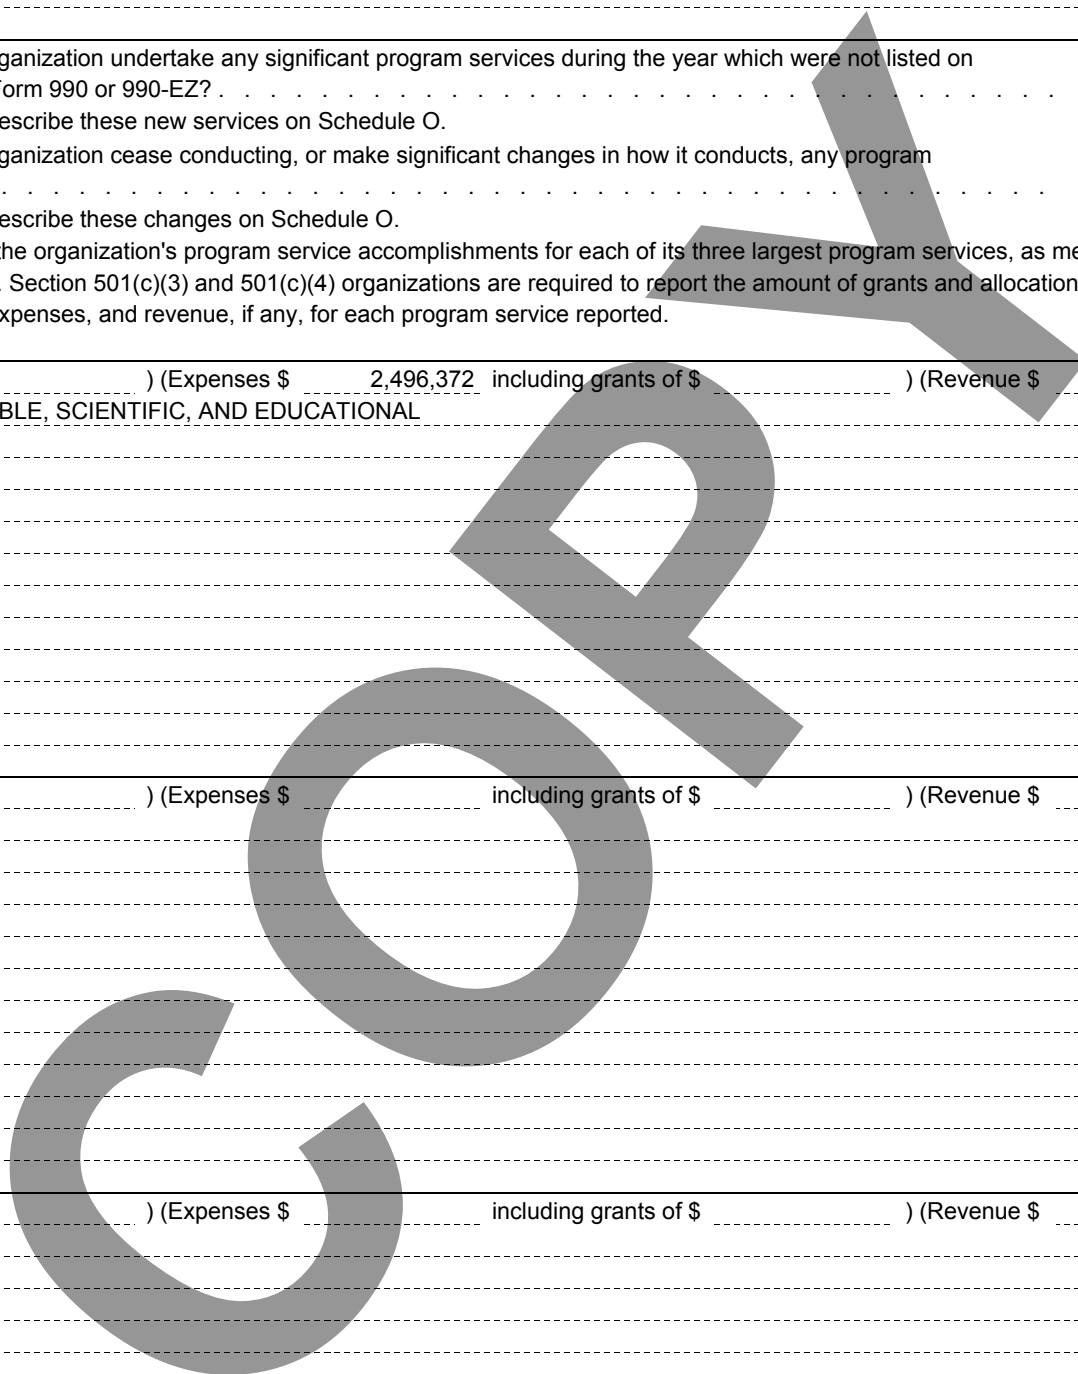 ganization undertake any significant program services during the year which were not listed on
Form 990 or 990-EZ? . . . . . . . . . . . . . . . . . . . . . . . . . . . . . . . . . .
escribe these new services on Schedule O.
ganization cease conducting, or make significant changes in how it conducts, any program
. . . . . . . . . . . . . . . . . . . . . . . . . . . . . . . . . . . . . . . . . . .
escribe these changes on Schedule O.
the organization's program service accomplishments for each of its three largest program services, as me
. Section 501(c)(3) and 501(c)(4) organizations are required to report the amount of grants and allocation
xpenses, and revenue, if any, for each program service reported.
) (Expenses $ 2,496,372 including grants of $ ) (Revenue $
BLE, SCIENTIFIC, AND EDUCATIONAL
) (Expenses $ including grants of $ ) (Revenue $
) (Expenses $ including grants of $ ) (Revenue $
COPY